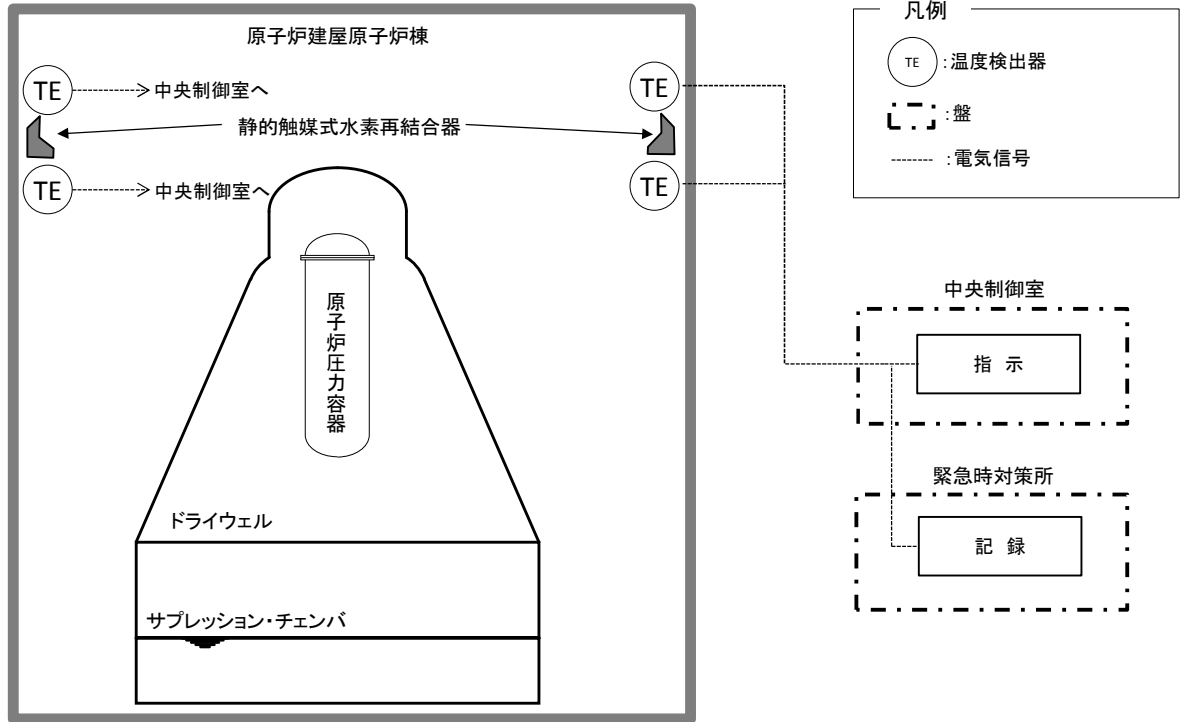 原子炉建屋原子炉棟
TE
中央制御室へ
静的触媒式水素再結合器
TE
中央制御室へ
TE
TE
原子炉圧力容器
ドライウェル
サプレッション・チェンバ
凡例
TE :温度検出器
:盤
:電気信号
中央制御室
指 示
緊急時対策所
記 録